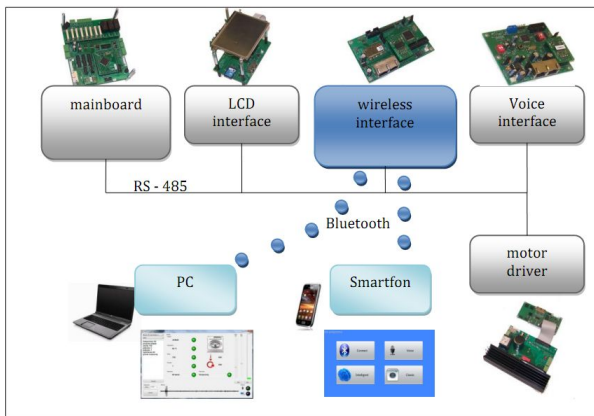 mainboard
LCD
interface
wireless
interface
Voice
interface
RS - 485
Bluetooth
motor
driver
PC
Smartfon